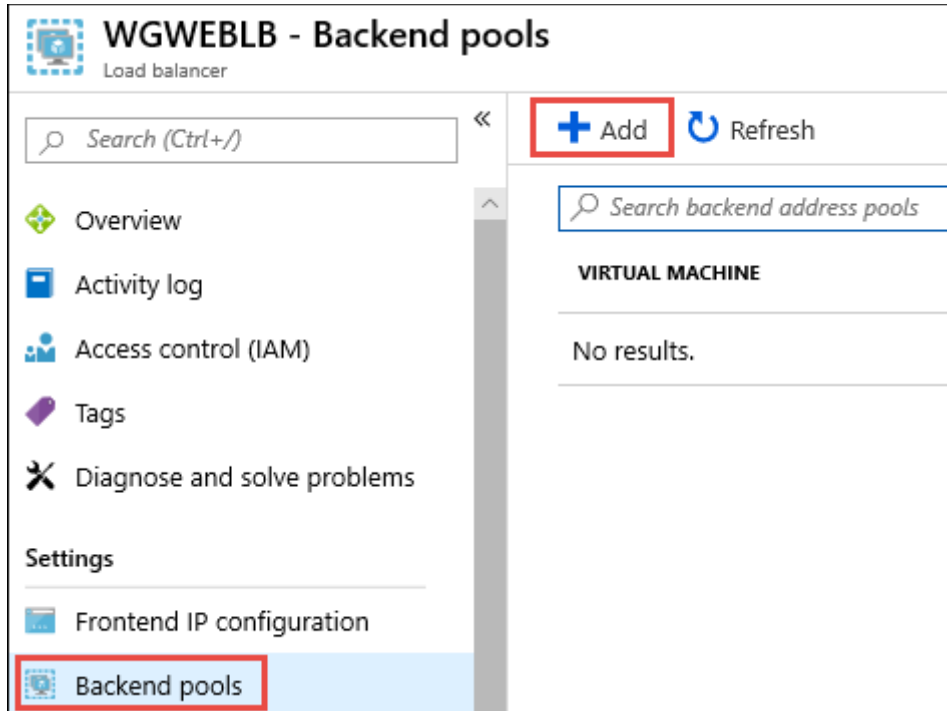 WGWEBLB - Backend pools
Load balancer
Search (Ctrl+/)
«
Overview
Activity log
Access control (IAM)
Tags
Diagnose and solve problems
Settings
Frontend IP configuration
Backend pools
Add
Refresh
Search backend address pools
VIRTUAL MACHINE
No results.